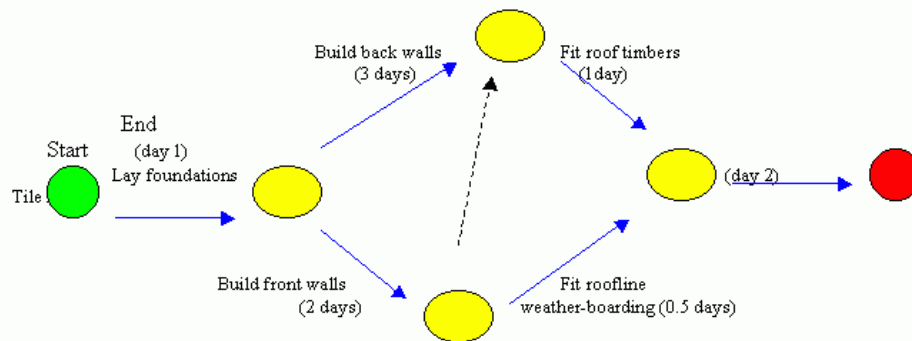 Build back walls
(3 days)
Fit roof timbers
(1day)
End
(day 1)
Start
Lay foundations
Tile
(day 2)
Build front walls
(2 days)
Fit roofline
weather-boarding (0.5 days)